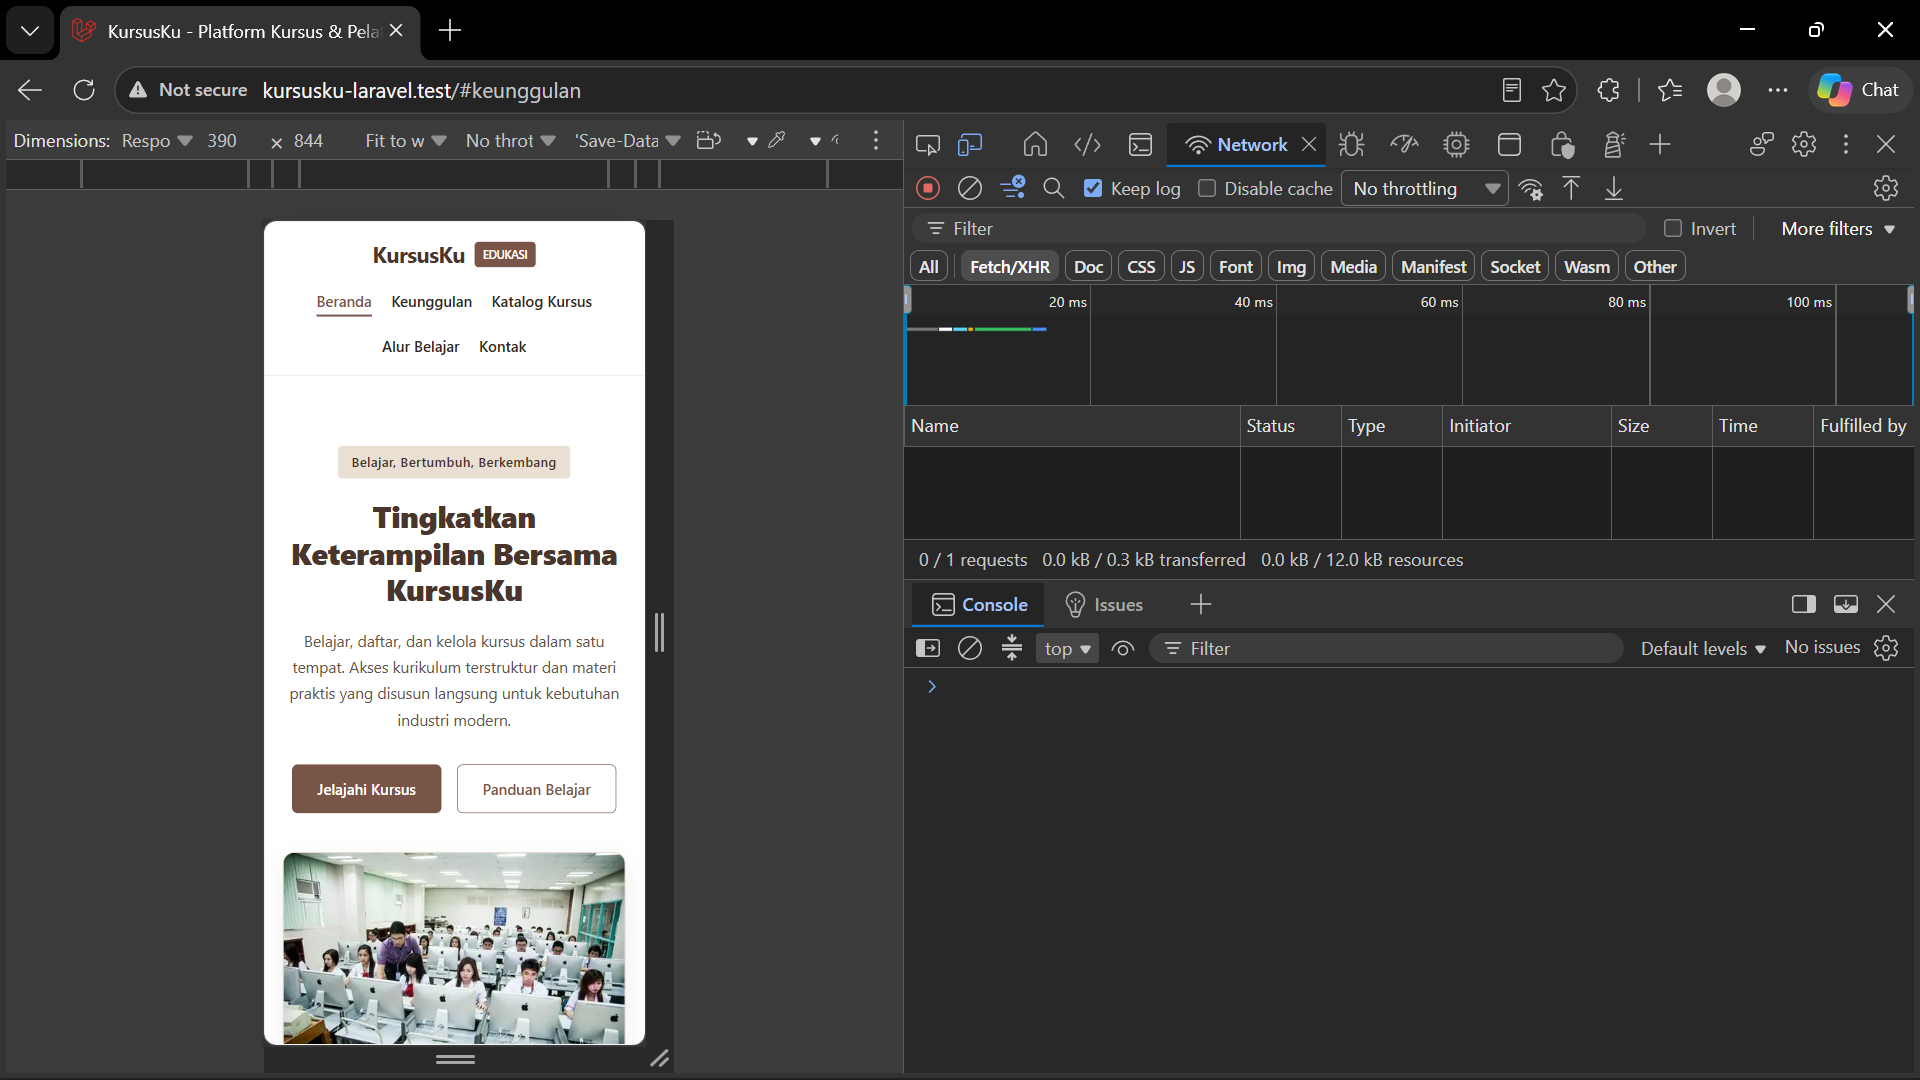 KursusKu - Platform Kursus & Pela
Not secure kursusku-laravel.test/#keunggulan
Chat
Dimensions: Respo 390 × 844 Fit to w No throt 'Save-Data
Network
Keep log Disable cache No throttling
Filter Invert More filters
All Fetch/XHR Doc CSS JS Font Img Media Manifest Socket Wasm Other
20 ms 40 ms 60 ms 80 ms 100 ms
Name Status Type Initiator Size Time Fulfilled by
0 / 1 requests 0.0 kB / 0.3 kB transferred 0.0 kB / 12.0 kB resources
Console Issues
top Filter Default levels No issues
KursusKu EDUKASI
Beranda Keunggulan Katalog Kursus
Alur Belajar Kontak
Belajar, Bertumbuh, Berkembang
Tingkatkan
Keterampilan Bersama
KursusKu
Belajar, daftar, dan kelola kursus dalam satu
tempat. Akses kurikulum terstruktur dan materi
praktis yang disusun langsung untuk kebutuhan
industri modern.
Jelajahi Kursus Panduan Belajar